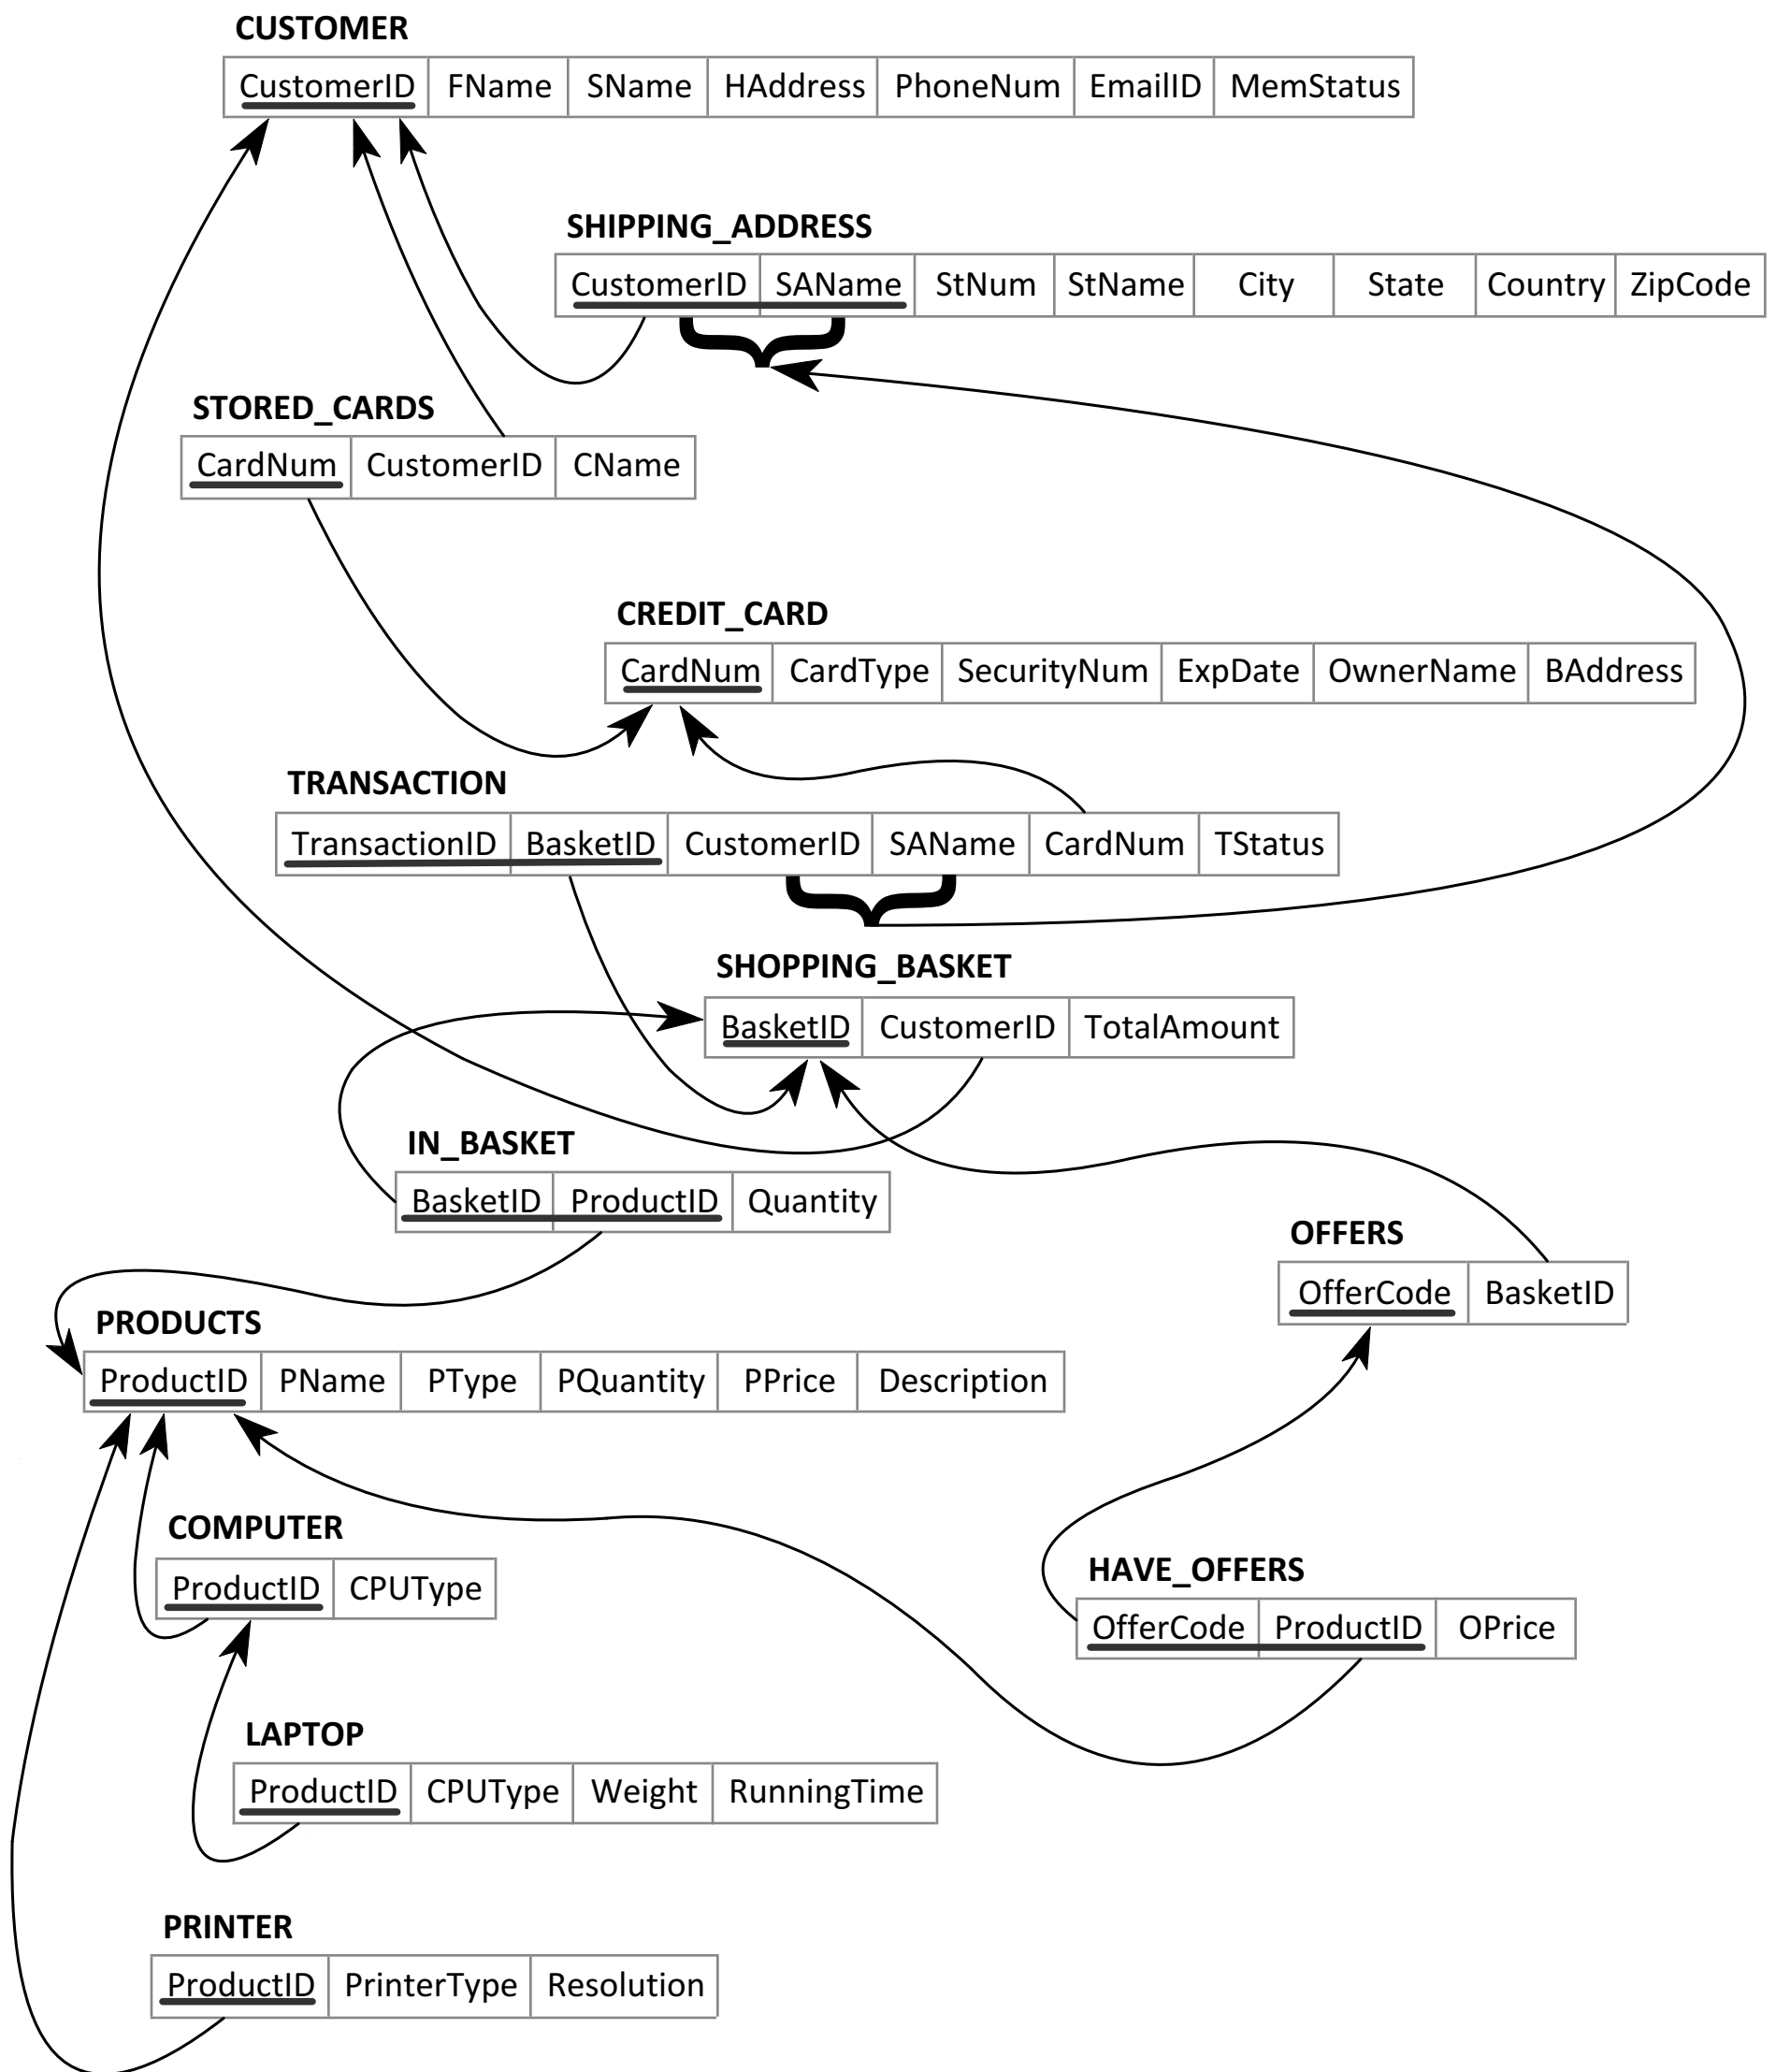 CUSTOMER
CustomerID FName SName HAddress PhoneNum EmailID MemStatus
SHIPPING_ADDRESS
CustomerID SAName StNum StName City State Country ZipCode
STORED_CARDS
CardNum CustomerID CName
CREDIT_CARD
CardNum CardType SecurityNum ExpDate OwnerName BAddress
TRANSACTION
TransactionID BasketID CustomerID SAName CardNum TStatus
SHOPPING_BASKET
BasketID CustomerID TotalAmount
IN_BASKET
BasketID ProductID Quantity
OFFERS
OfferCode BasketID
PRODUCTS
ProductID PName PType PQuantity PPrice Description
COMPUTER
ProductID CPUType
HAVE_OFFERS
OfferCode ProductID OPrice
LAPTOP
ProductID CPUType Weight RunningTime
PRINTER
ProductID PrinterType Resolution